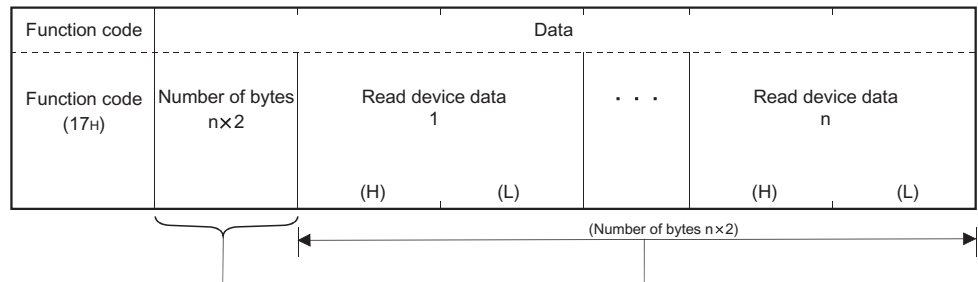 Function code Data
Function code Number of bytes Read device data . . . Read device data
(17H) n×2 1 n
(H) (L) (H) (L)
(Number of bytes n×2)